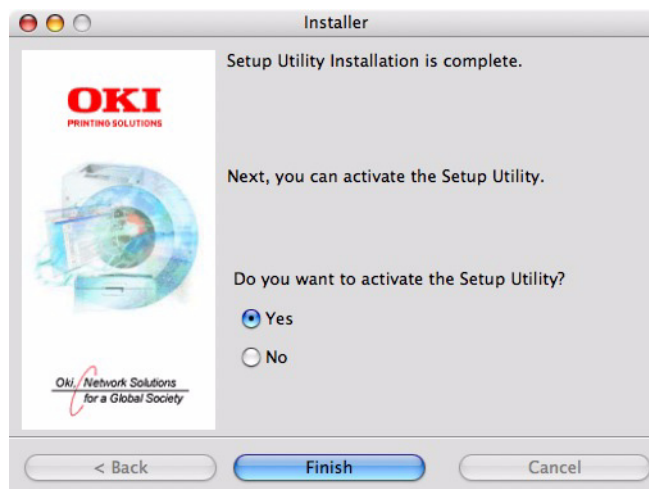 Installer
Setup Utility Installation is complete.
OKI
PRINTING SOLUTIONS
Next, you can activate the Setup Utility.
Do you want to activate the Setup Utility?
Yes
No
Oki, Network Solutions
for a Global Society
< Back
Finish
Cancel